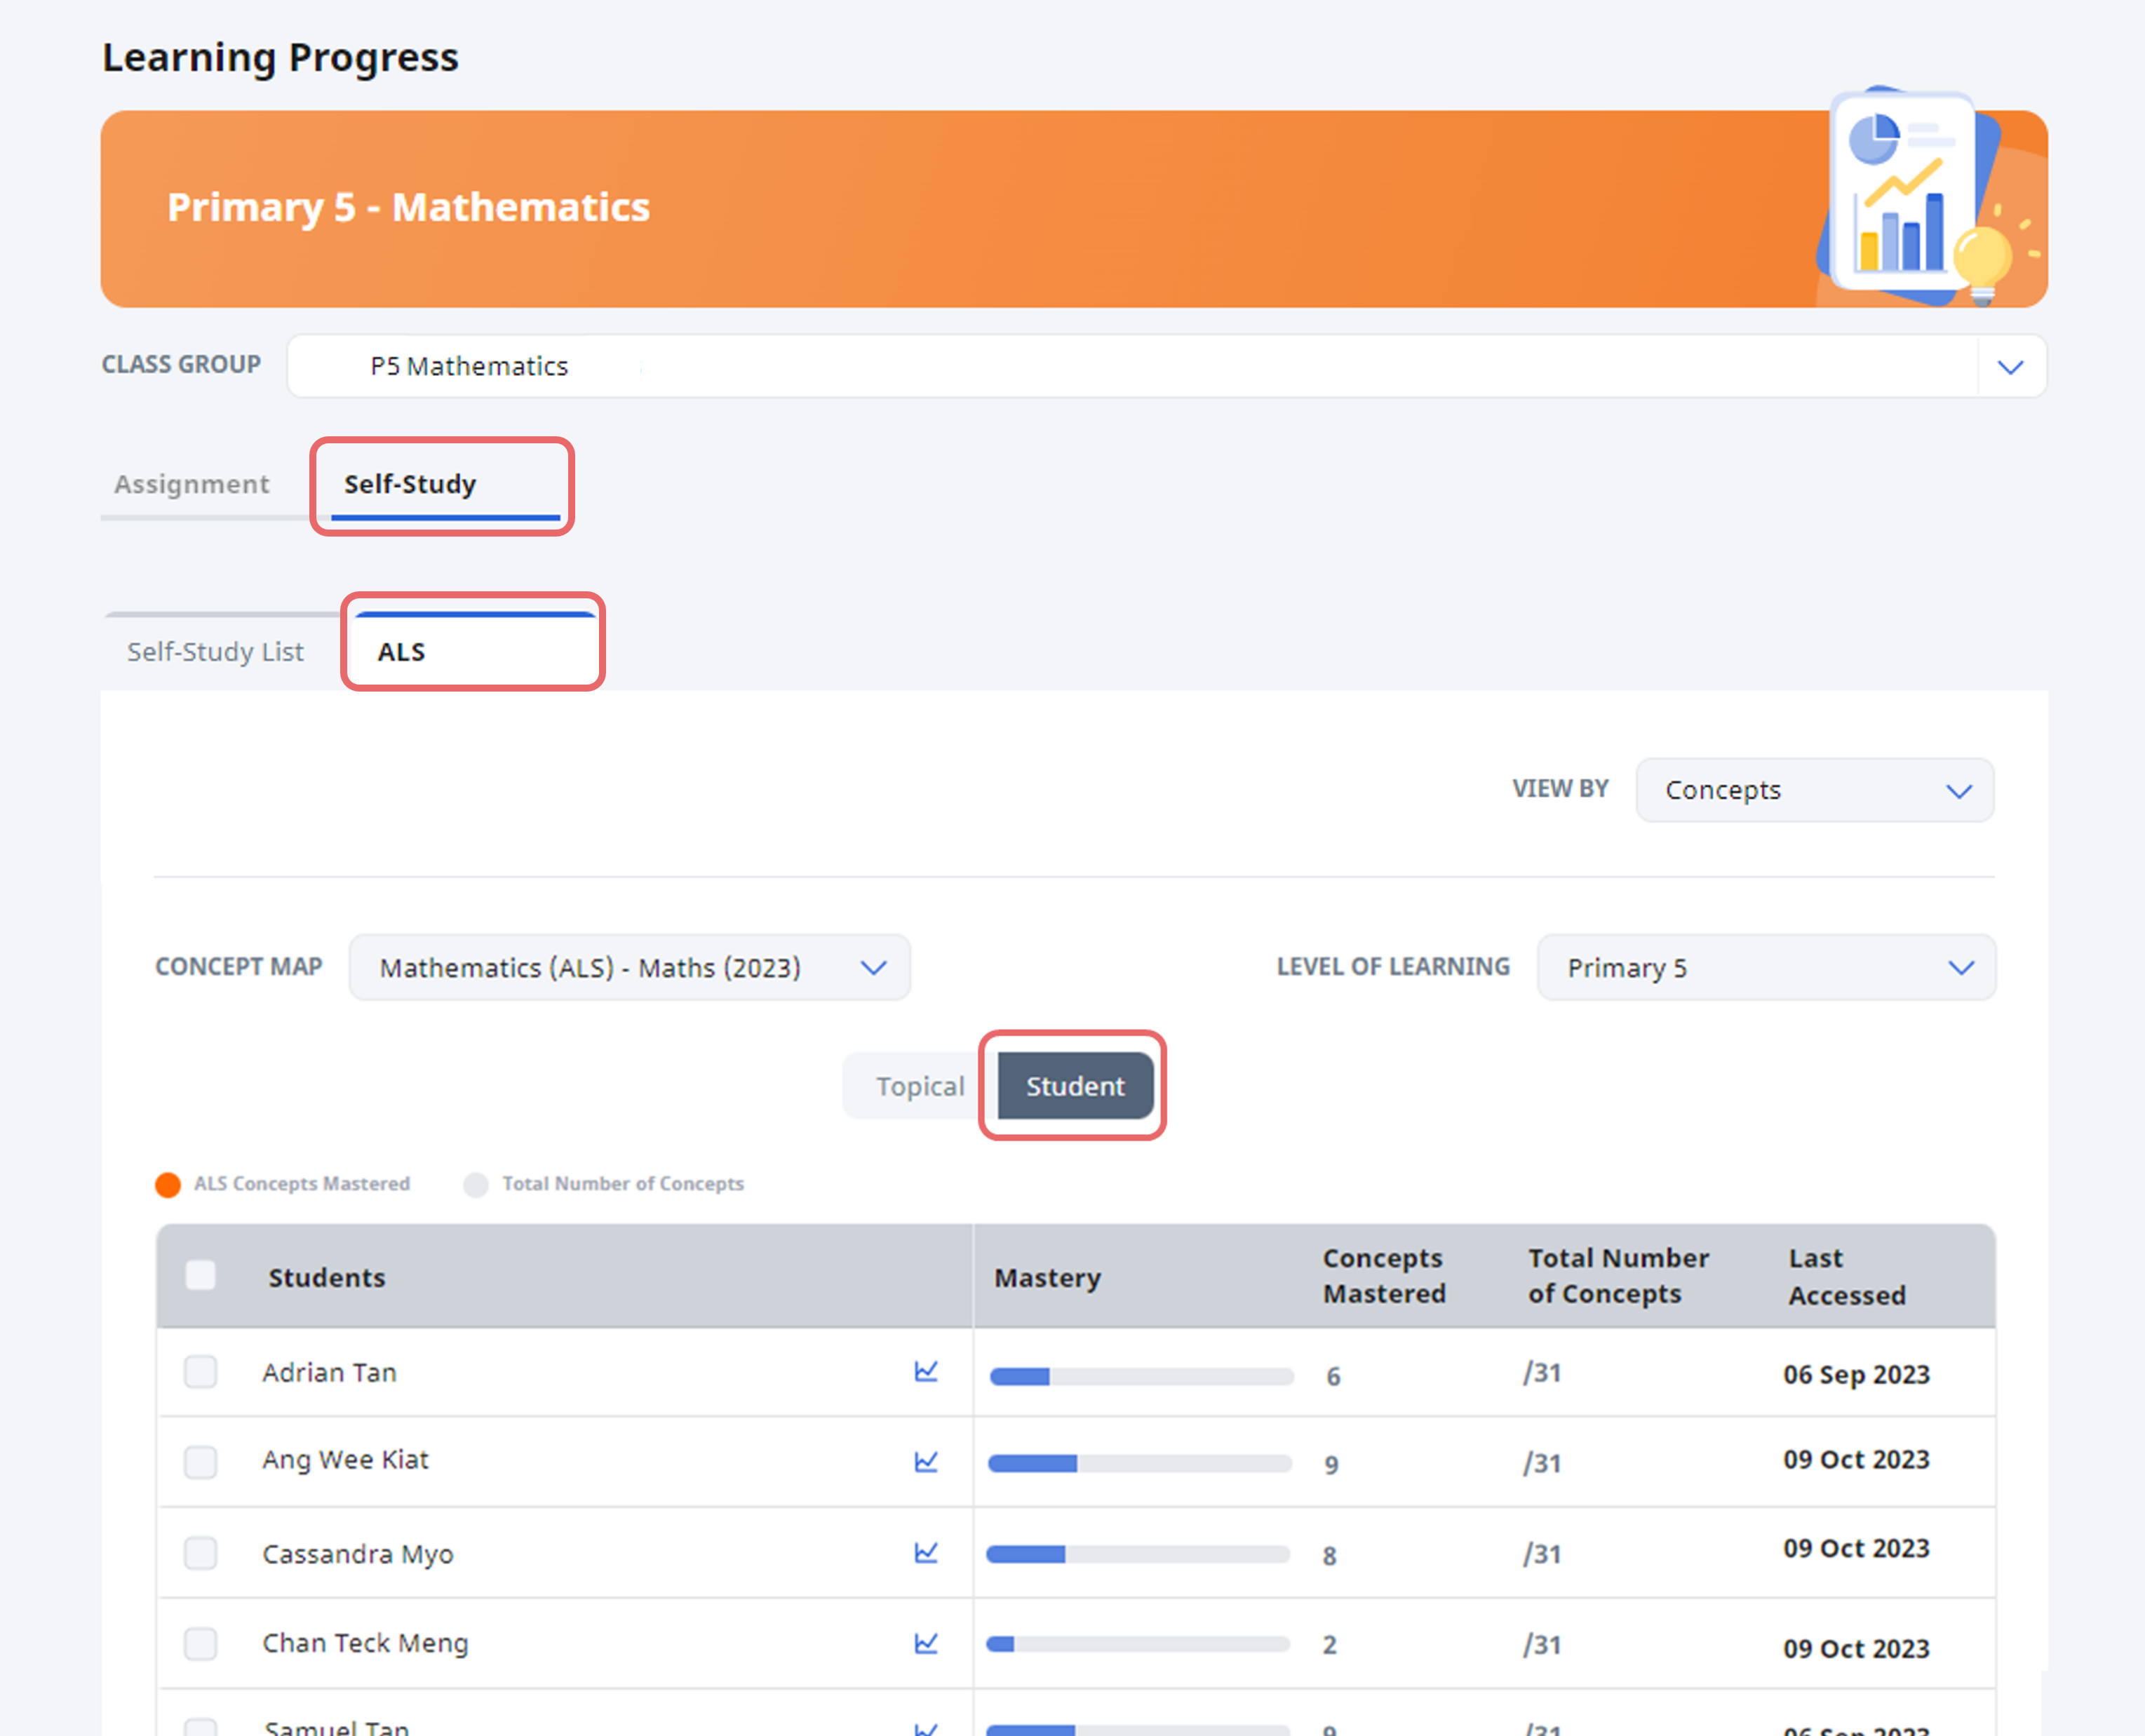 Learning Progress
Primary 5 - Mathematics
CLASS GROUP P5 Mathematics
Assignment Self-Study
Self-Study List ALS
VIEW BY Concepts
CONCEPT MAP Mathematics (ALS) - Maths (2023) LEVEL OF LEARNING Primary 5
Topical Student
ALS Concepts Mastered Total Number of Concepts
Students Mastery Concepts Mastered Total Number of Concepts Last Accessed
Adrian Tan 6 /31 06 Sep 2023
Ang Wee Kiat 9 /31 09 Oct 2023
Cassandra Myo 8 /31 09 Oct 2023
Chan Teck Meng 2 /31 09 Oct 2023
Samuel Tan 9 /31 06 Sep 2023